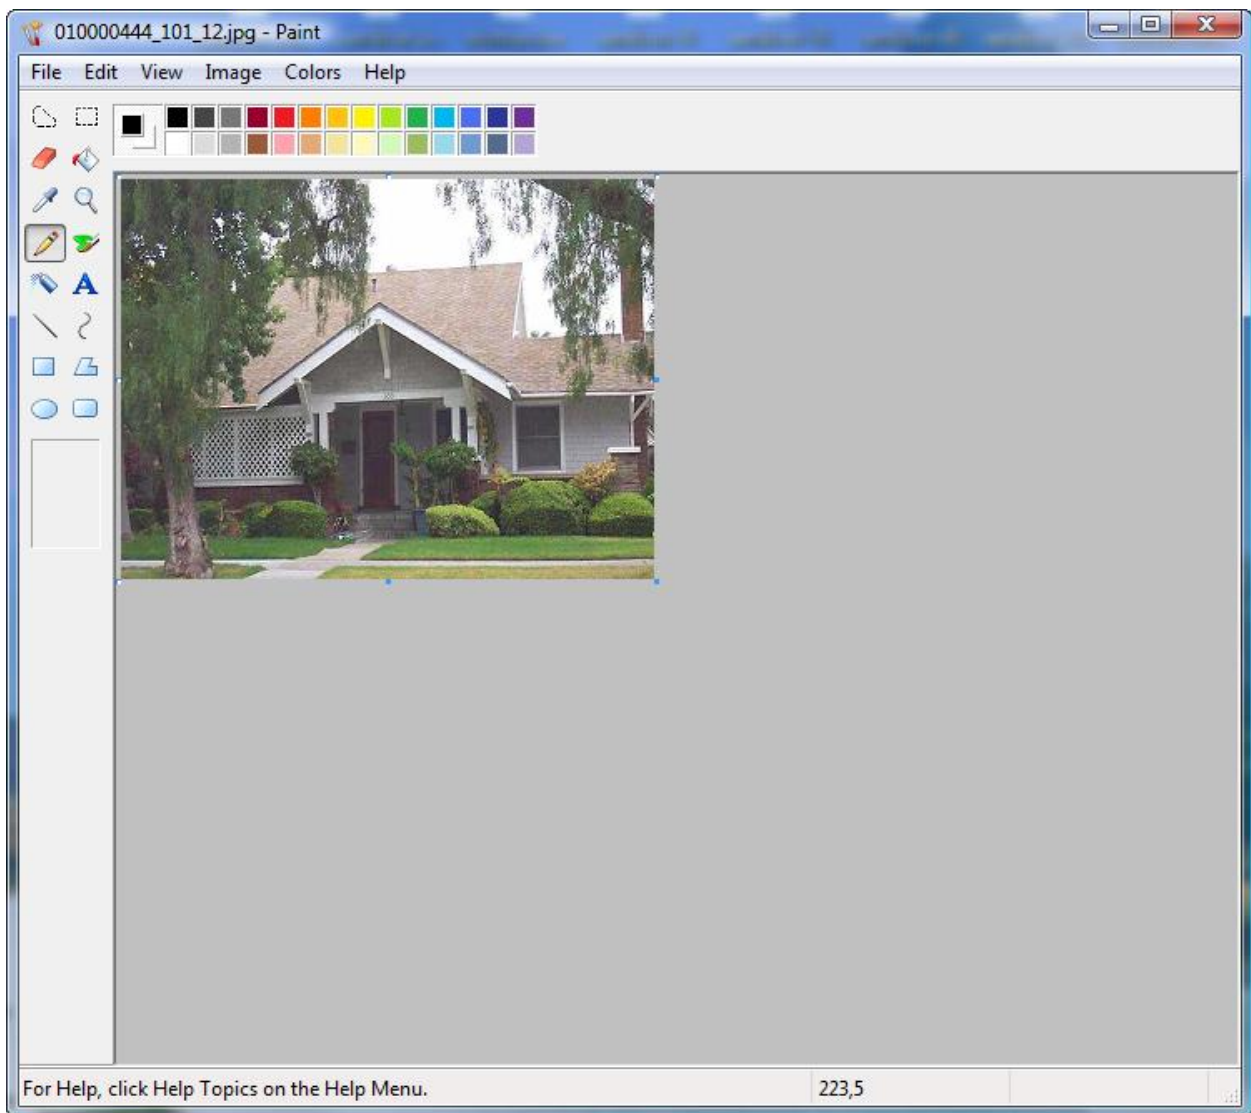 010000444_101_12.jpg - Paint
File Edit View Image Colors Help
A
For Help, click Help Topics on the Help Menu. 223,5